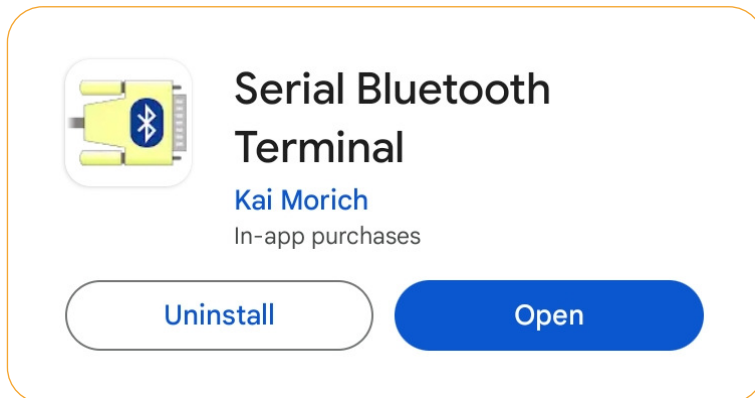 Serial Bluetooth
Terminal
Kai Morich
In-app purchases
Uninstall
Open